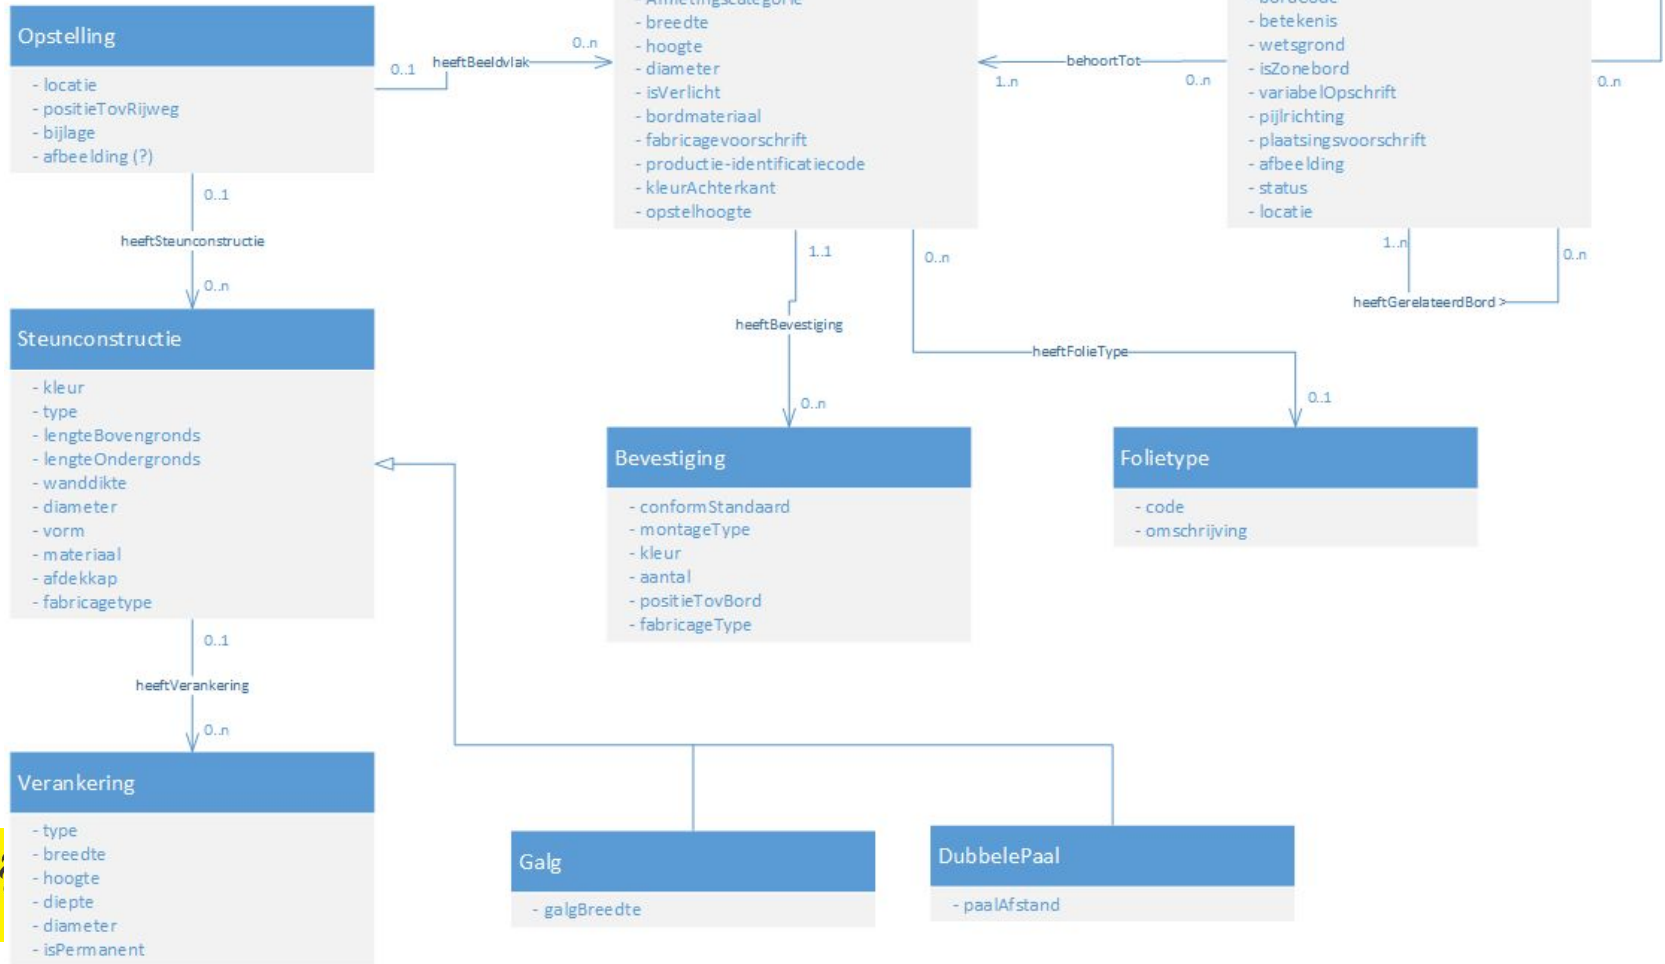 Opstelling
- locatie
- positieTovRijweg
- bijlage
- afbeelding (?)
0..1
heeftBeeldvlak
0..n
- Afmetingscategorie
- breedte
- hoogte
- diameter
- isVerlicht
- bordmateriaal
- fabricagevoorschrift
- productie-identificatiecode
- kleurAchterkant
- opstelhoogte
1..n
behoortTot
0..n
- bordCode
- betekenis
- wetsgrond
- isZonebord
- variabelOpschrift
- pijlrichting
- plaatsingsvoorschrift
- afbeelding
- status
- locatie
0..n
0..1
heeftSteunconstructie
0..n
1..1
heeftBevestiging
0..n
0..n
heeftFolieType
0..1
1..n
0..n
heeftGerelateerdBord >
Steunconstructie
- kleur
- type
- lengteBovengronds
- lengteOndergronds
- wanddikte
- diameter
- vorm
- materiaal
- afdekkap
- fabricagetype
Bevestiging
- conformStandaard
- montageType
- kleur
- aantal
- positieTovBord
- fabricageType
Folietype
- code
- omschrijving
0..1
heeftVerankering
0..n
Verankering
- type
- breedte
- hoogte
- diepte
- diameter
- isPermanent
Galg
- galgBreedte
DubbelePaal
- paalAfstand